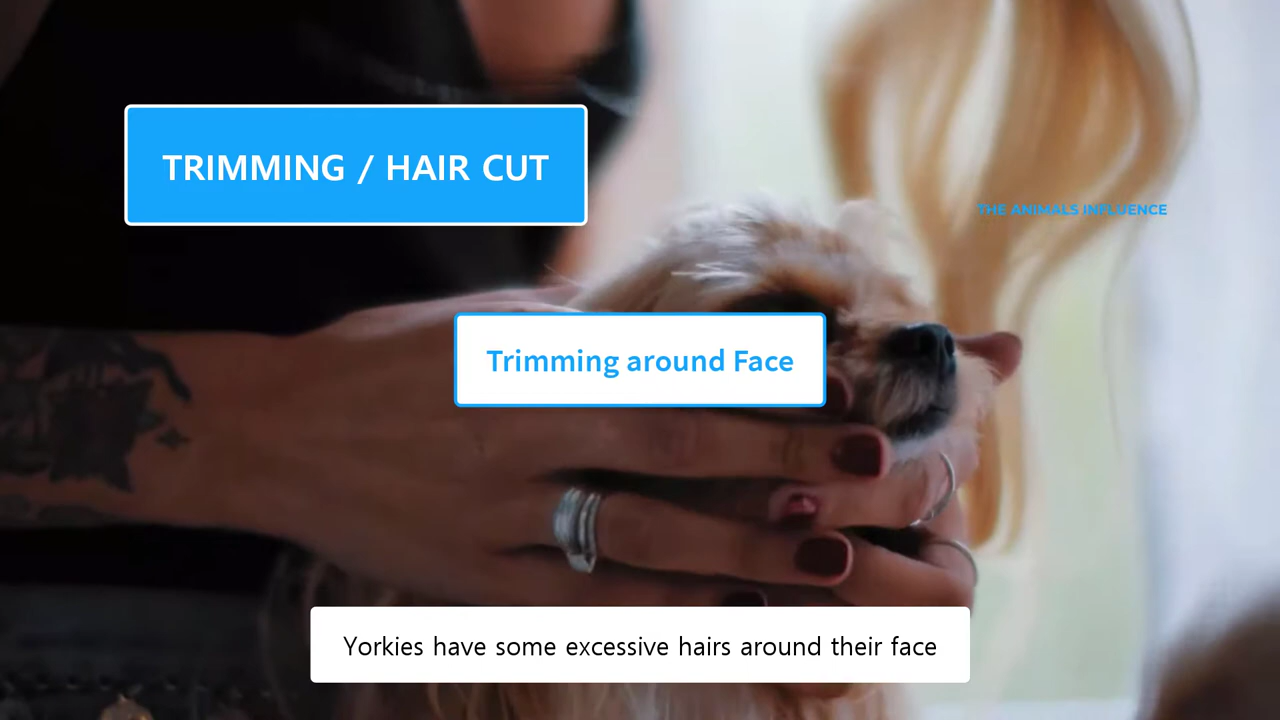 TRIMMING / HAIR CUT
THE ANIMALS INFLUENCE
Trimming around Face
Yorkies have some excessive hairs around their face